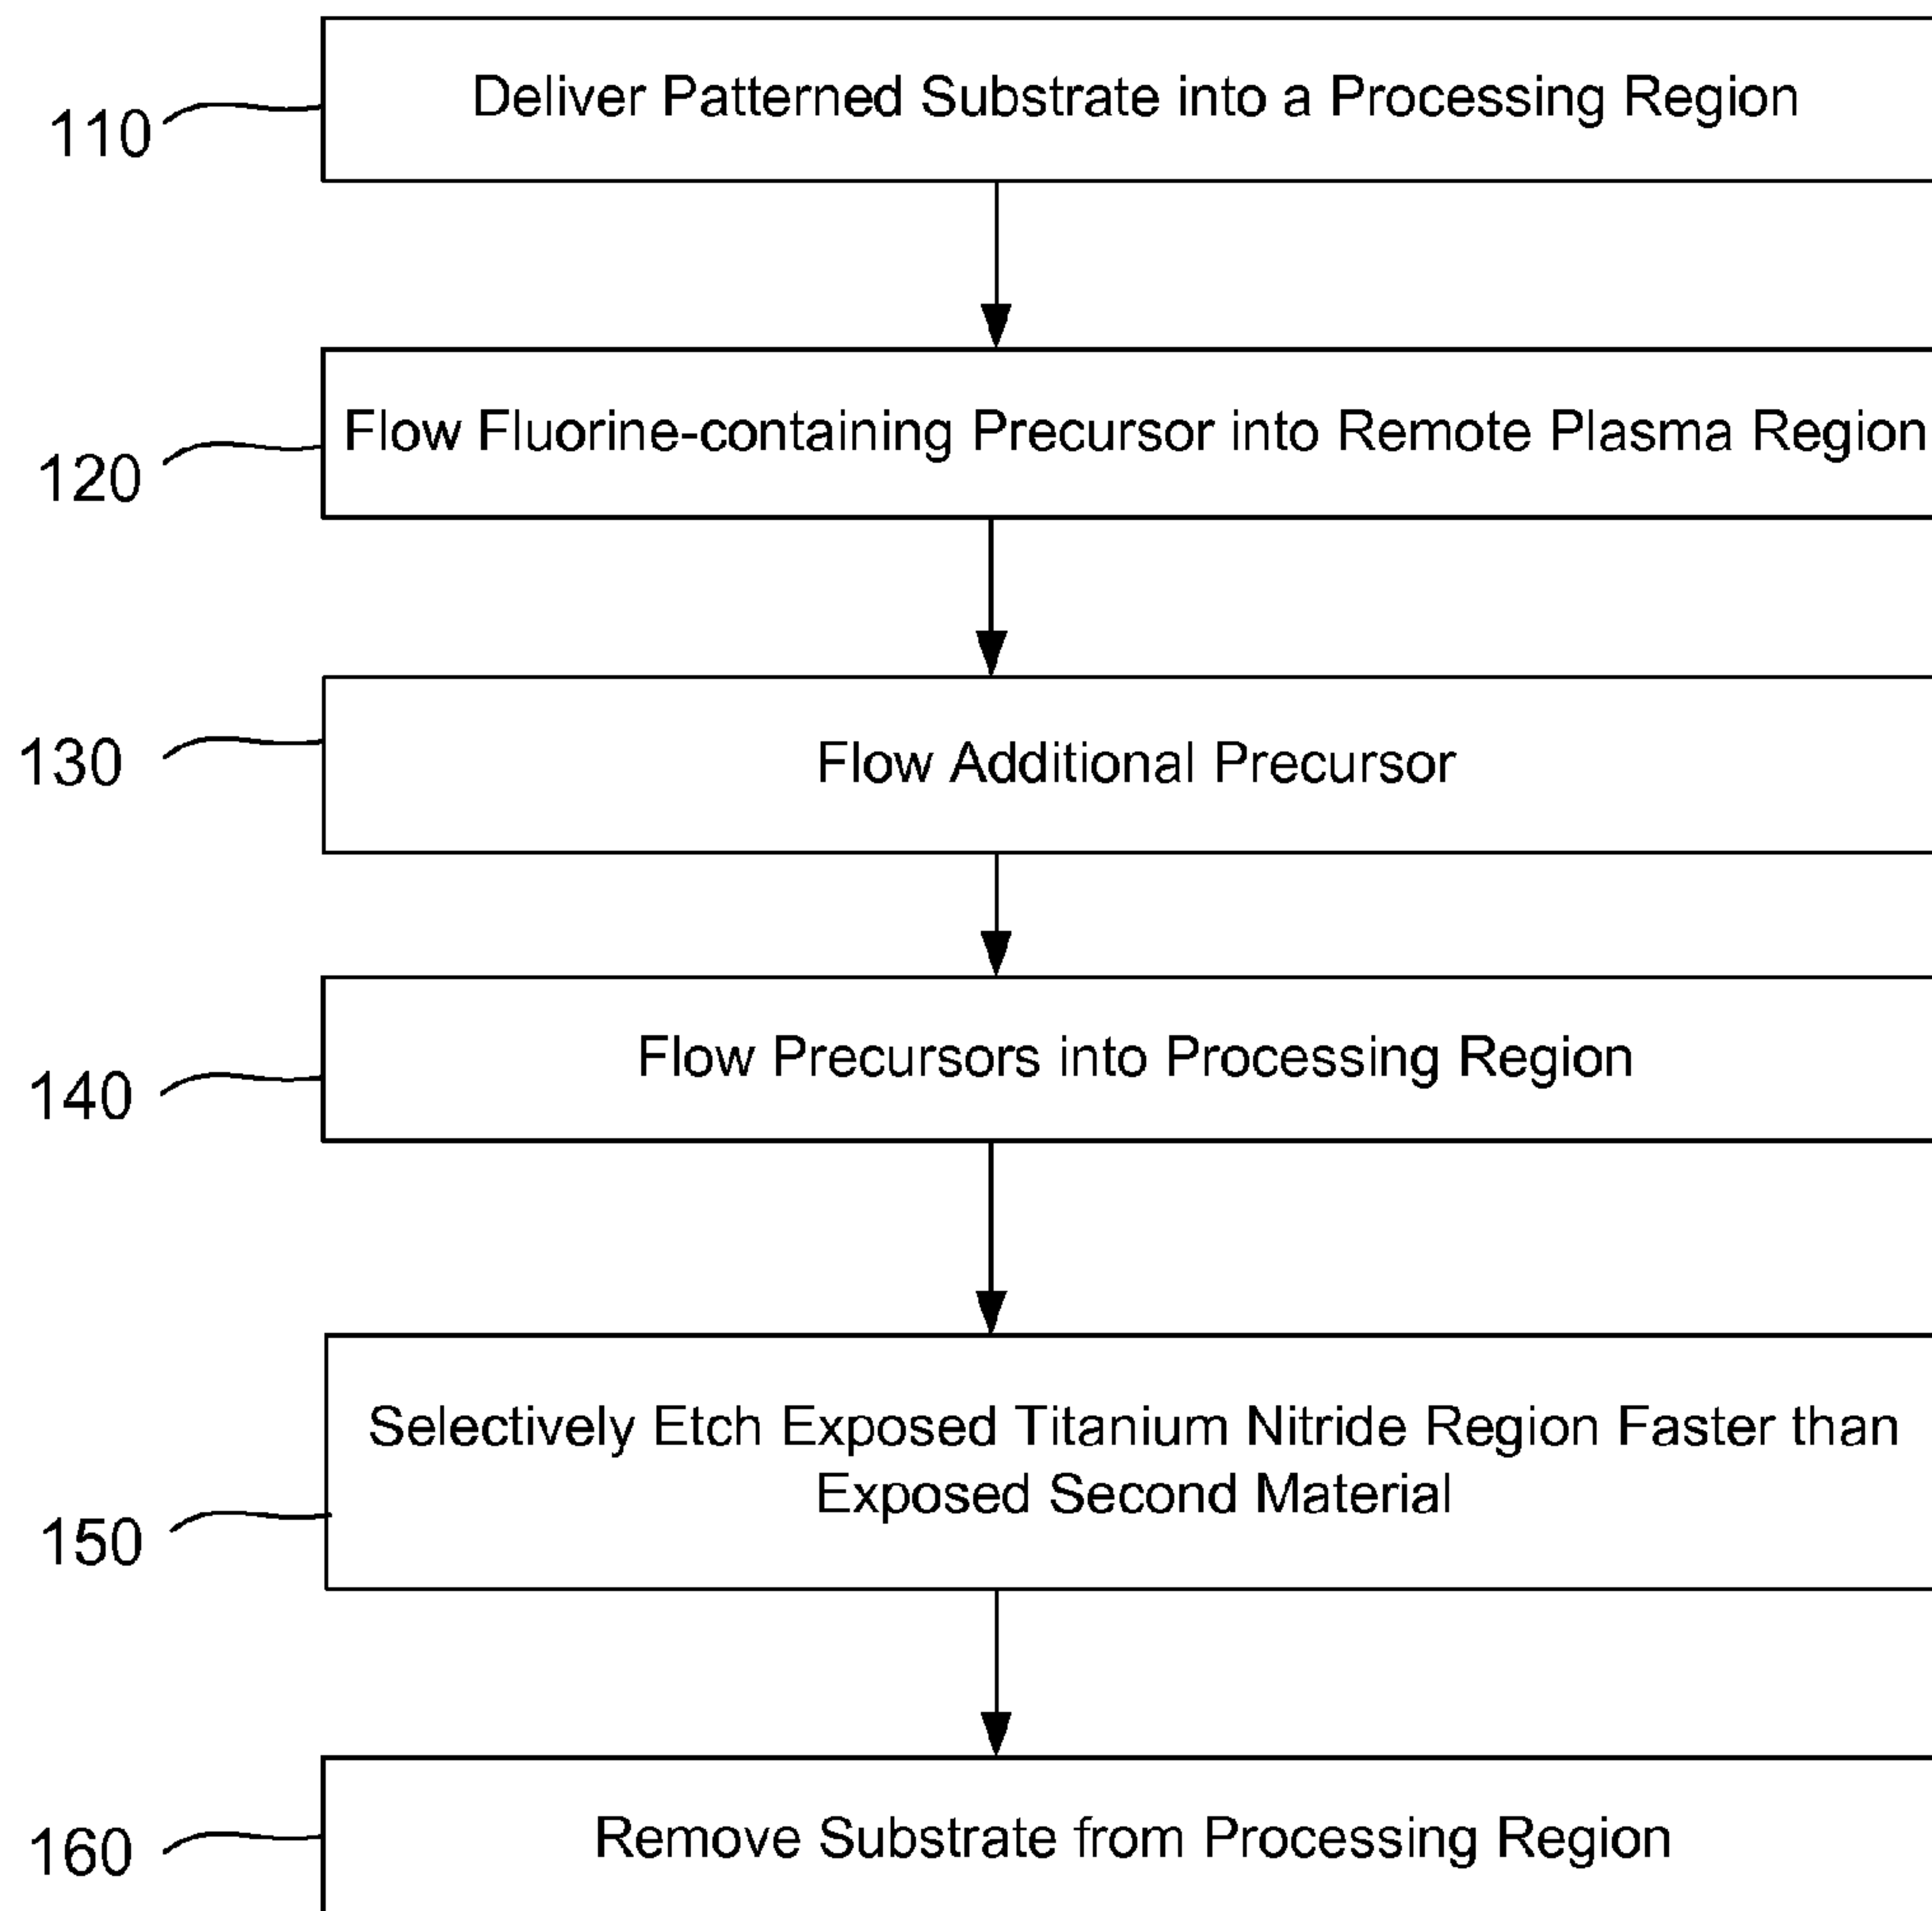 110
Deliver Patterned Substrate into a Processing Region
120
Flow Fluorine-containing Precursor into Remote Plasma Region
130
Flow Additional Precursor
140
Flow Precursors into Processing Region
150
Selectively Etch Exposed Titanium Nitride Region Faster than
Exposed Second Material
160
Remove Substrate from Processing Region